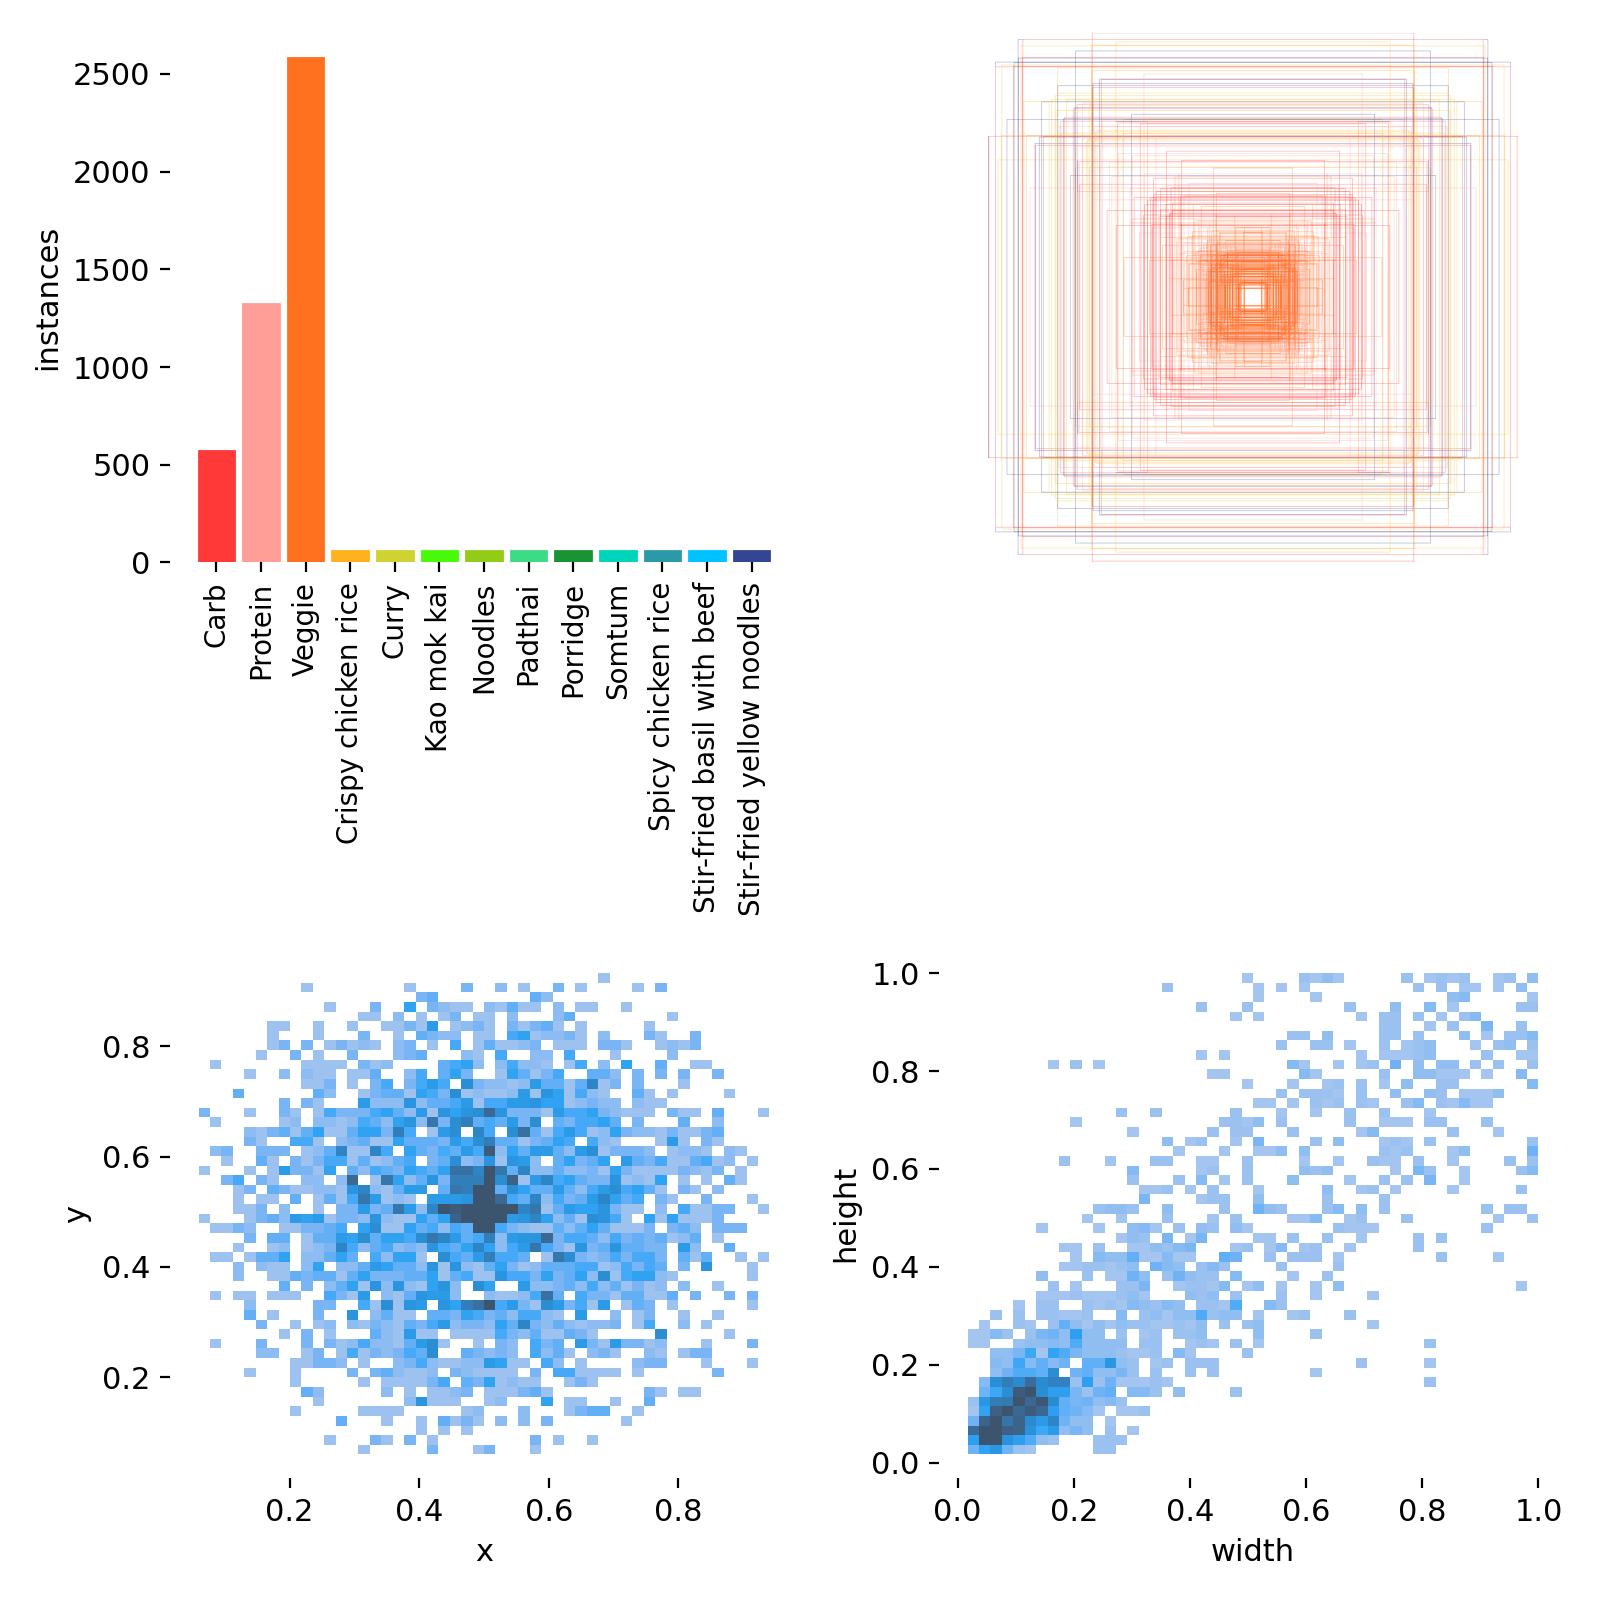 2500
2000
1500
1000
500
0
instances
Carb
Protein
Veggie
Crispy chicken rice
Curry
Kao mok kai
Noodles
Padthai
Porridge
Somtum
Spicy chicken rice
Stir-fried basil with beef
Stir-fried yellow noodles
0.8
0.6
0.4
0.2
y
0.2
0.4
0.6
0.8
x
1.0
0.8
0.6
0.4
0.2
0.0
height
0.0
0.2
0.4
0.6
0.8
1.0
width